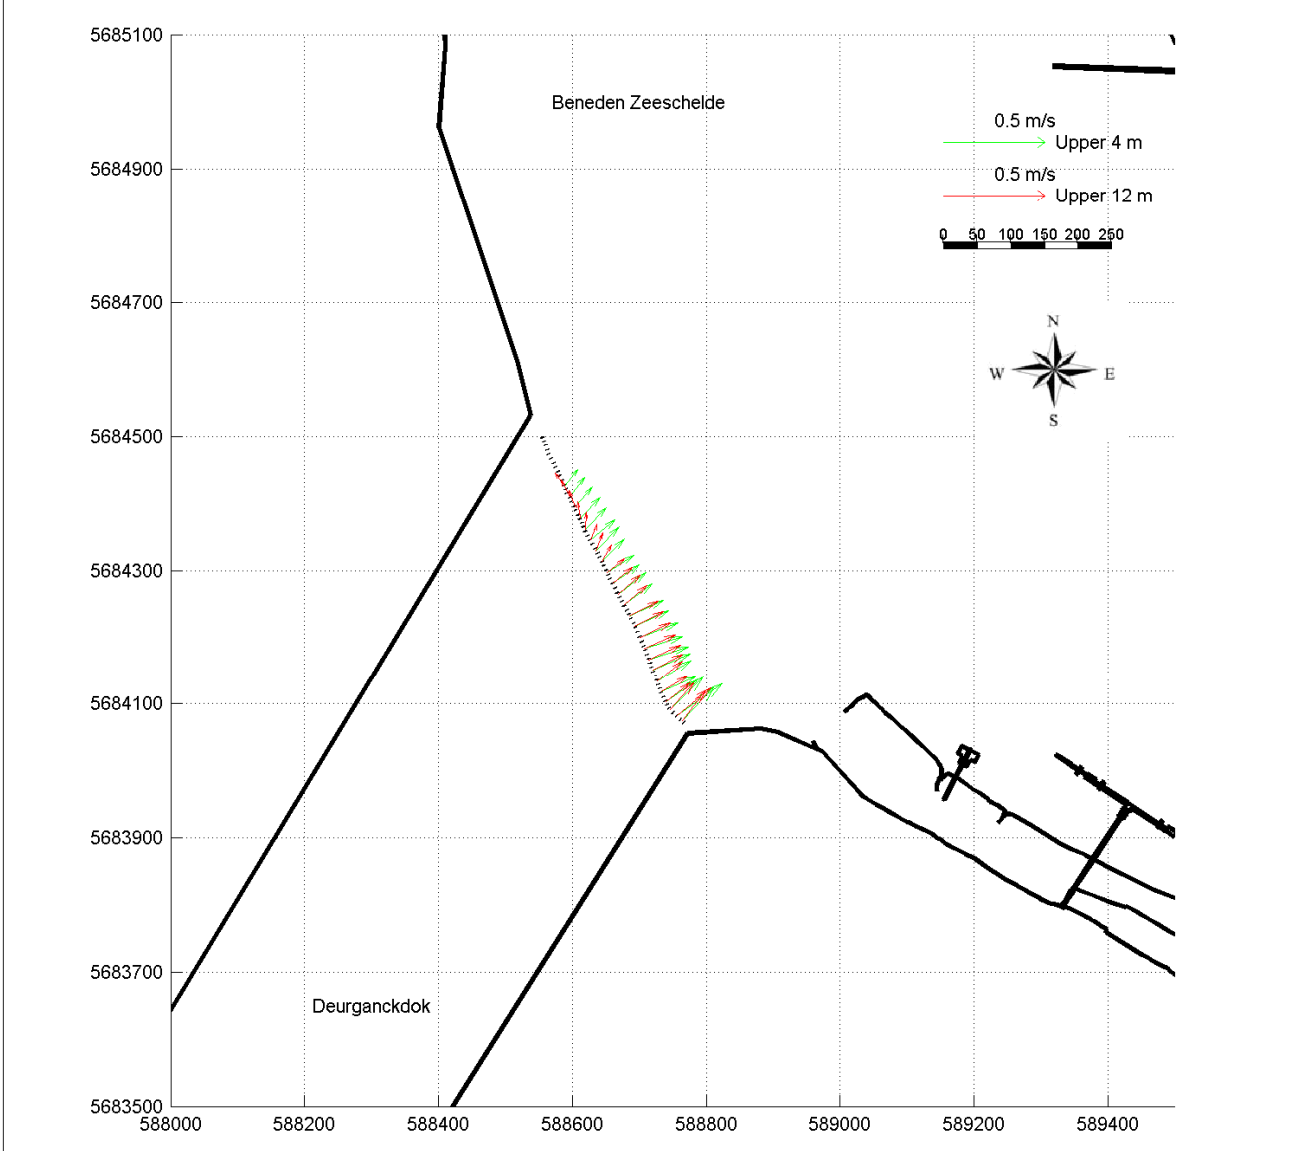 5685100
Beneden Zeeschelde
0.5 m/s
Upper 4 m
5684900
0.5 m/s
Upper 12 m
0 50 100 150 200 250
5684700
N
W E
S
5684500
5684300
5684100
5683900
5683700
Deurganckdok
5683500
588000 588200 588400 588600 588800 589000 589200 589400